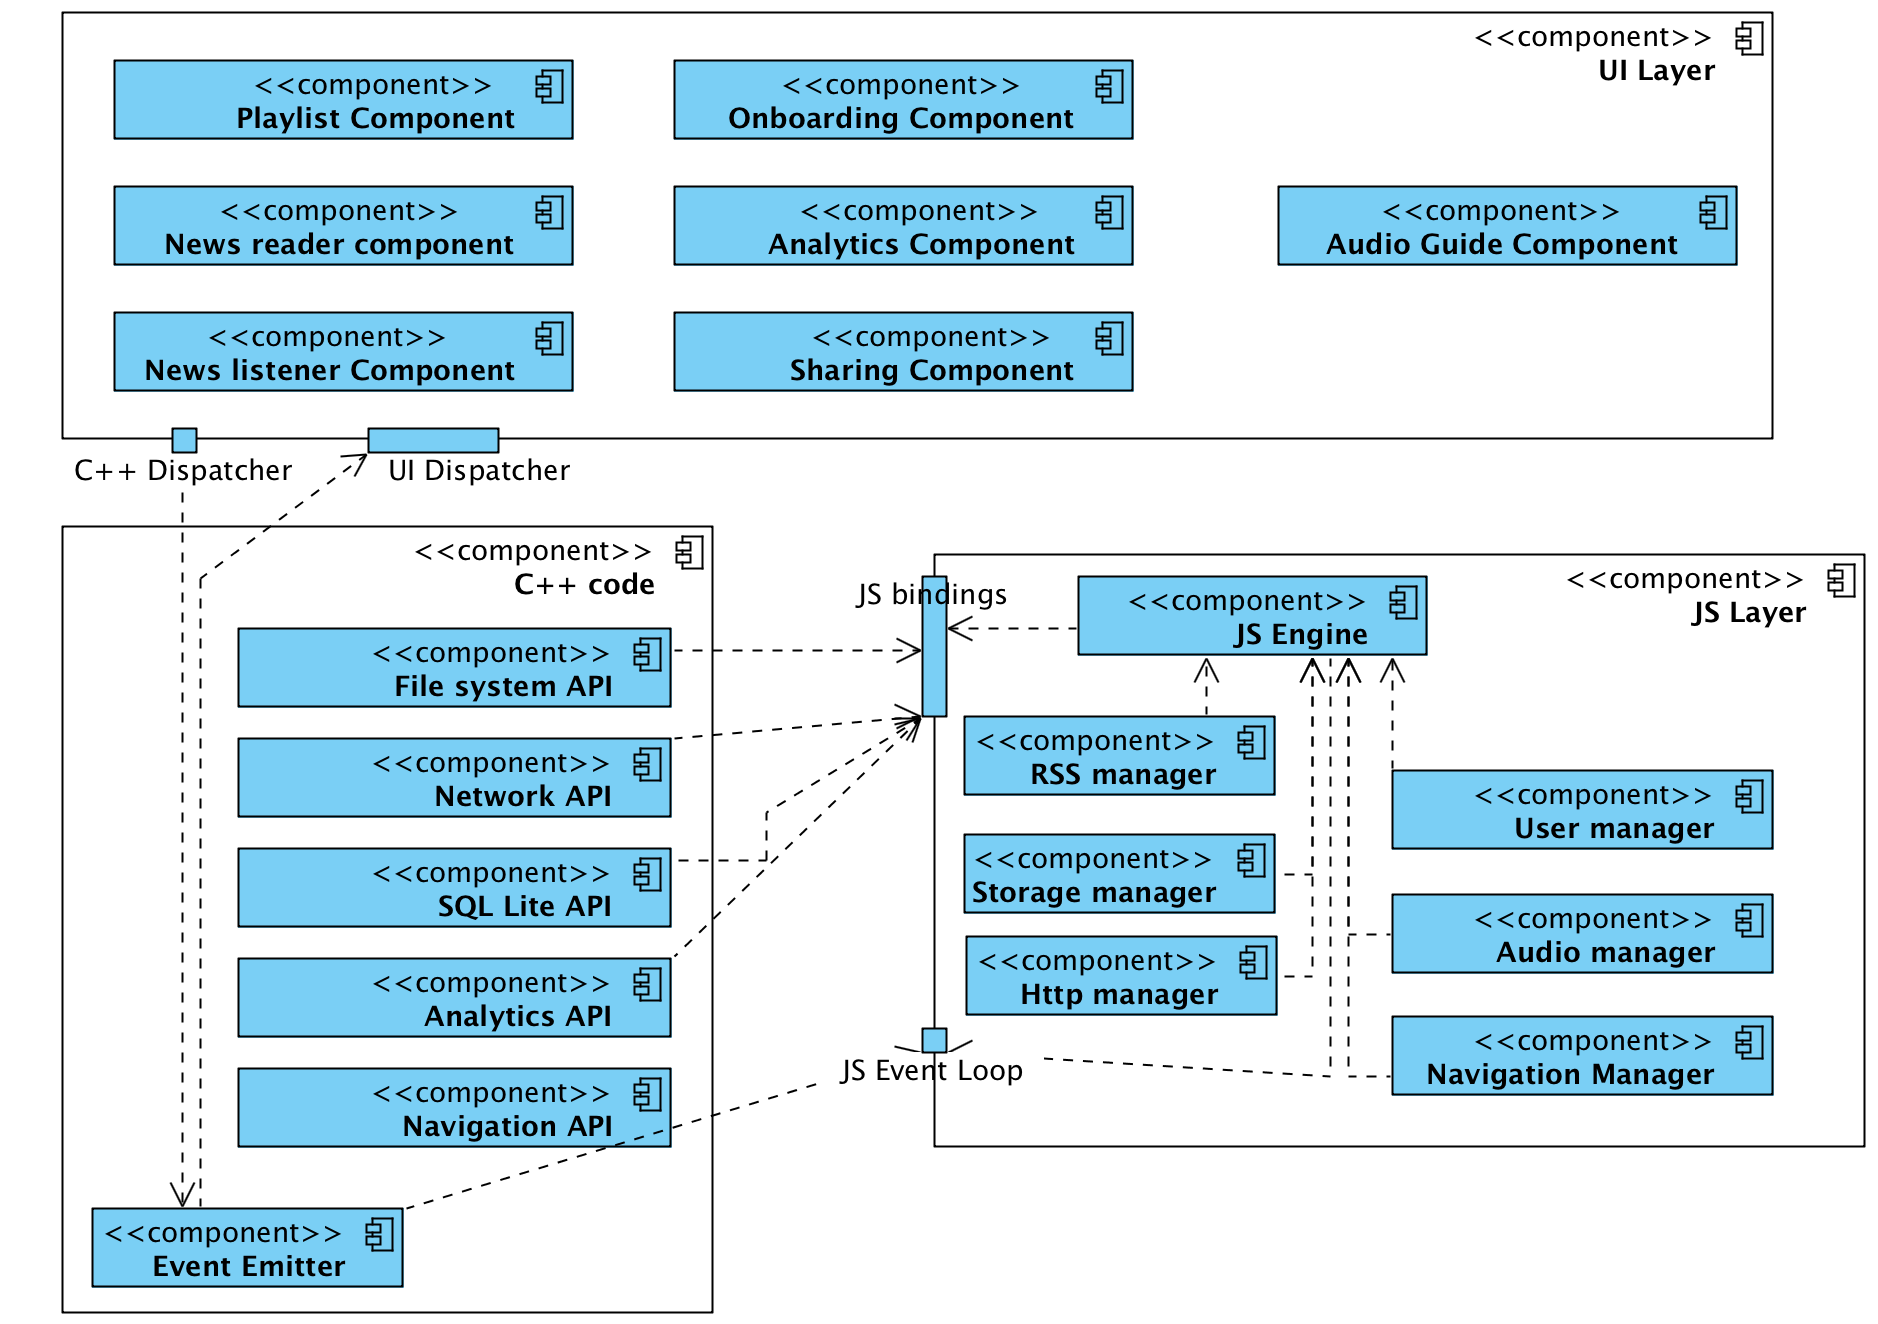 <<component>>
UI Layer
<<component>>
Playlist Component
<<component>>
Onboarding Component
<<component>>
News reader component
<<component>>
Analytics Component
<<component>>
Audio Guide Component
<<component>>
News listener Component
<<component>>
Sharing Component
C++ Dispatcher
UI Dispatcher
<<component>>
C++ code
<<component>>
File system API
<<component>>
Network API
<<component>>
SQL Lite API
<<component>>
Analytics API
<<component>>
Navigation API
<<component>>
Event Emitter
JS bindings
<<component>>
JS Layer
<<component>>
JS Engine
<<component>>
RSS manager
<<component>>
User manager
<<component>>
Storage manager
<<component>>
Audio manager
<<component>>
Http manager
<<component>>
Navigation Manager
JS Event Loop